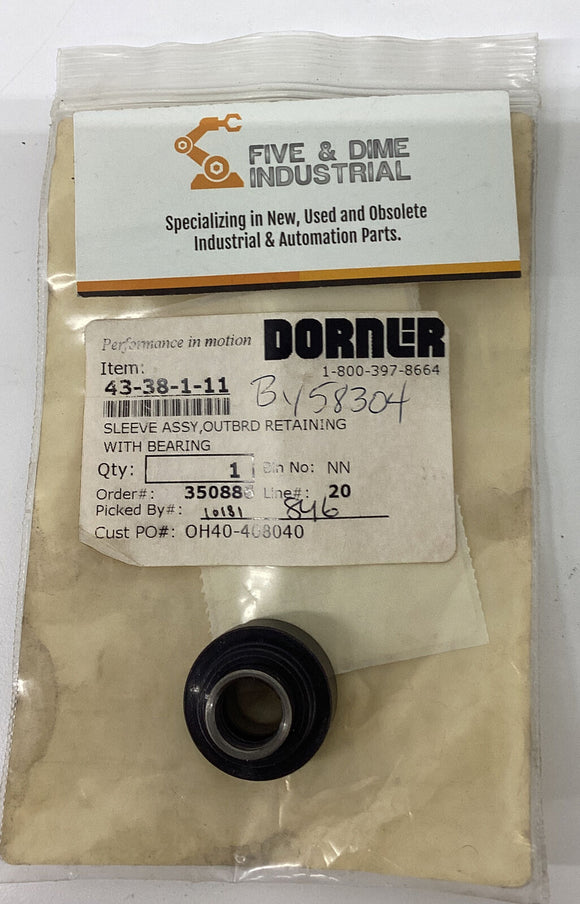 FIVE & DIME
INDUSTRIAL
Specializing in New, Used and Obsolete
Industrial & Automation Parts.
Performance in motion DORNER
1-800-397-8664
Item:
43-38-1-11
BY58304
SLEEVE ASSY,OUTBRD RETAINING
WITH BEARING
Qty: 1 Bin No: NN
Order#: 350886 Line#: 20
Picked By#: 10181 846
Cust PO#: OH40-408040